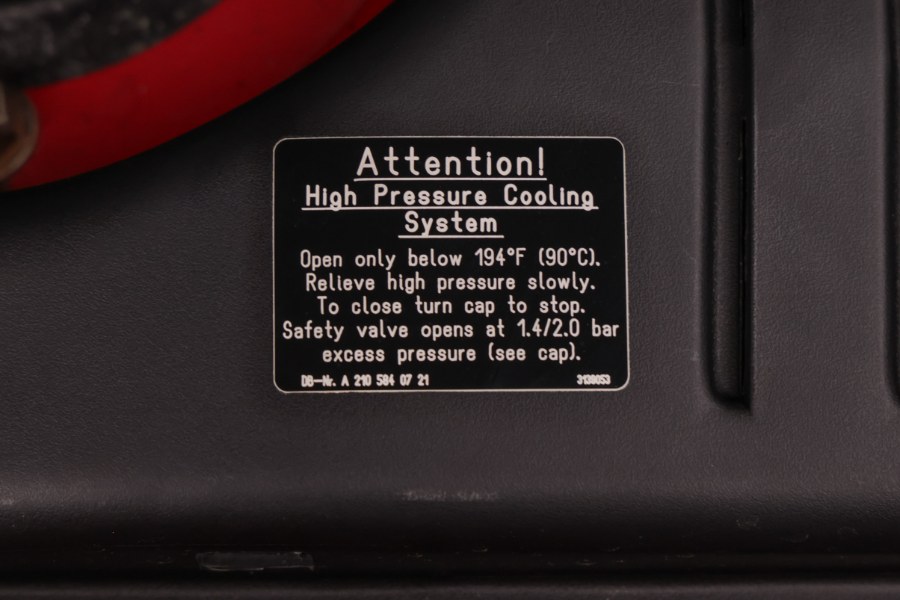 Attention!
High Pressure Cooling
System
Open only below 194°F (90°C).
Relieve high pressure slowly.
To close turn cap to stop.
Safety valve opens at 1.4/2.0 bar
excess pressure (see cap).
DB-Nr. A 210 584 07 21 3139053